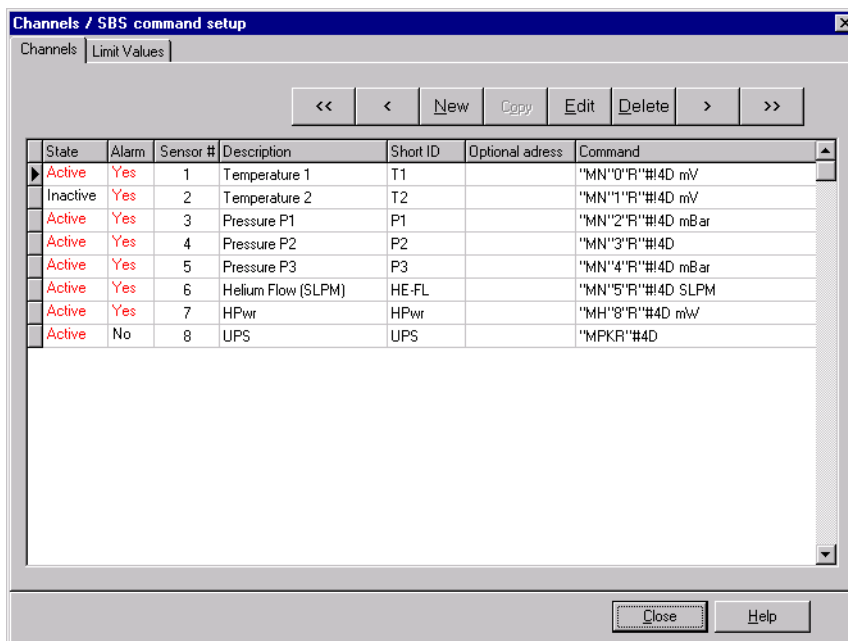 Channels / SBS command setup
Channels Limit Values
<< < New Copy Edit Delete > >>
State Alarm Sensor # Description Short ID Optional adress Command
Active Yes 1 Temperature 1 T1 "MN"0"R"#!4D mV
Inactive Yes 2 Temperature 2 T2 "MN"1"R"#!4D mV
Active Yes 3 Pressure P1 P1 "MN"2"R"#!4D mBar
Active Yes 4 Pressure P2 P2 "MN"3"R"#!4D
Active Yes 5 Pressure P3 P3 "MN"4"R"#!4D mBar
Active Yes 6 Helium Flow (SLPM) HE-FL "MN"5"R"#!4D SLPM
Active Yes 7 HPwr HPwr "MH"8"R"#!4D mW
Active No 8 UPS UPS "MPKR"#4D
Close Help